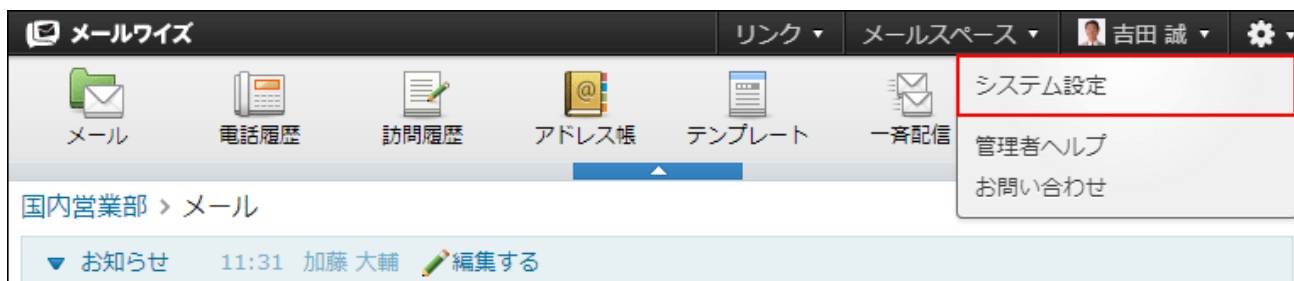 メールワイズ リンク ▼ メールスペース ▼ 吉田 誠 ▼
メール 電話履歴 訪問履歴 アドレス帳 テンプレート 一斉配信
システム設定
管理者ヘルプ
お問い合わせ
国内営業部 > メール
▼ お知らせ 11:31 加藤 大輔 編集する